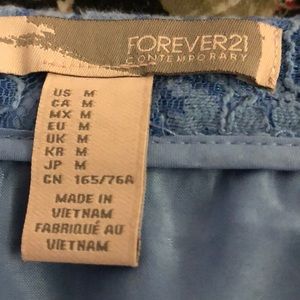 FOREVER21
CONTEMPORARY
US M
CA M
MX M
EU M
UK M
KR M
JP M
CN 165/76A
MADE IN
VIETNAM
FABRIQUÉ AU
VIETNAM